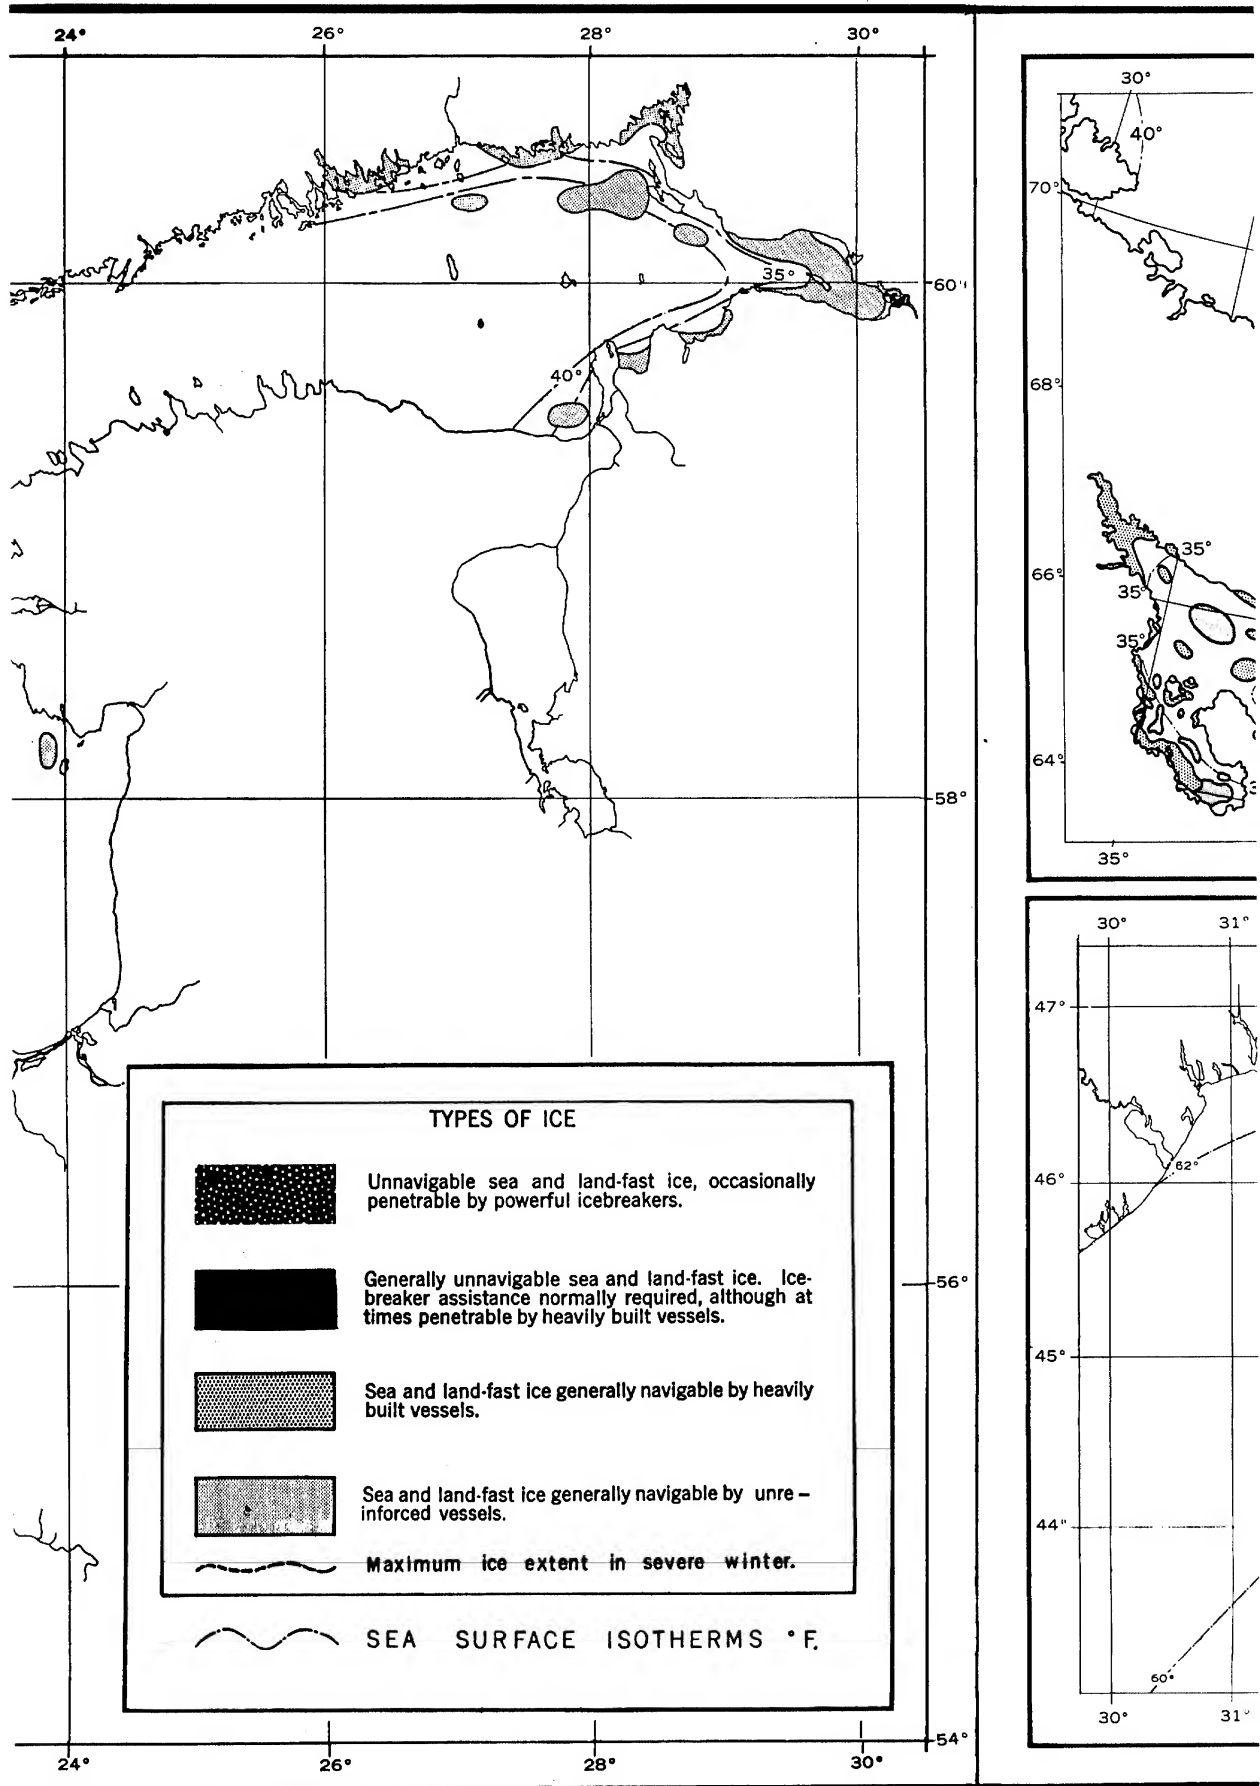 24° 26° 28° 30°
35°
60°
40°
58°
56°
54°
24° 26° 28° 30°
TYPES OF ICE
Unnavigable sea and land-fast ice, occasionally
penetrable by powerful icebreakers.
Generally unnavigable sea and land-fast ice. Ice-
breaker assistance normally required, although at
times penetrable by heavily built vessels.
Sea and land-fast ice generally navigable by heavily
built vessels.
Sea and land-fast ice generally navigable by unre-
inforced vessels.
Maximum ice extent in severe winter.
SEA SURFACE ISOTHERMS °F.
30°
40°
70°
68°
35°
66°
35°
35°
64°
35°
30° 31°
47°
62°
46°
45°
44°
60°
30° 31°